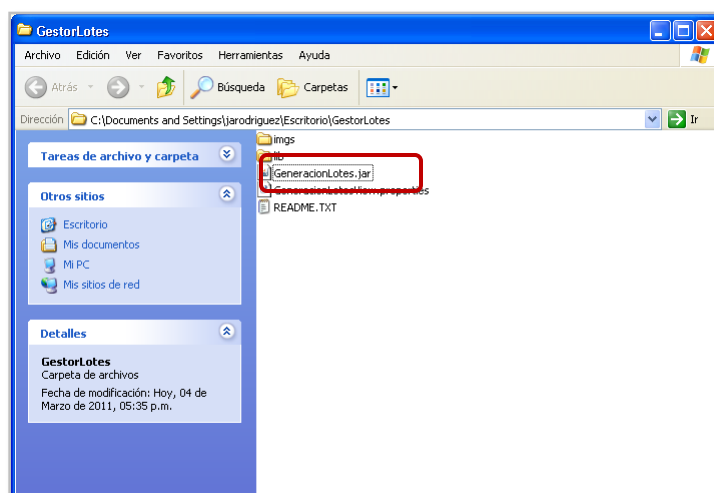 GestorLotes
Archivo Edición Ver Favoritos Herramientas Ayuda
Atrás Búsqueda Carpetas
Dirección C:\Documents and Settings\jarodriguez\Escritorio\GestorLotes Ir
Tareas de archivo y carpeta
Otros sitios
Escritorio
Mis documentos
Mi PC
Mis sitios de red
Detalles
GestorLotes
Carpeta de archivos
Fecha de modificación: Hoy, 04 de
Marzo de 2011, 05:35 p.m.
imgs
lib
GeneracionLotes.jar
GeneracionLotesView.properties
README.TXT